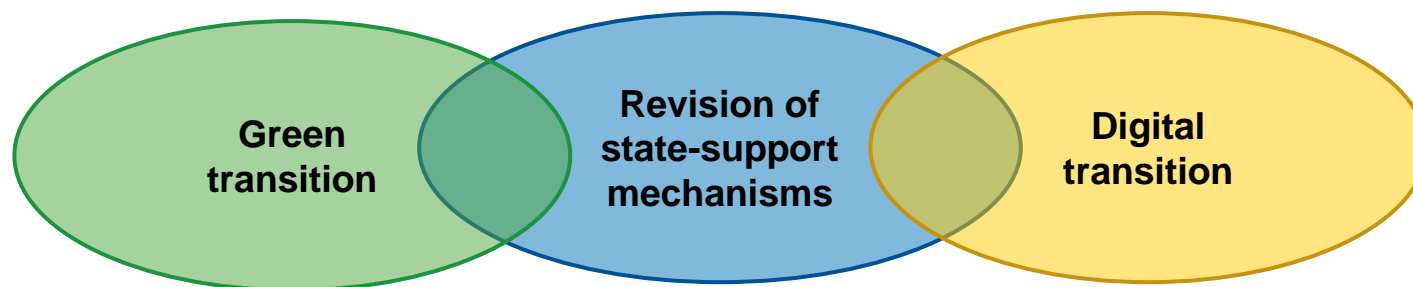 Green
transition
Revision of
state-support
mechanisms
Digital
transition